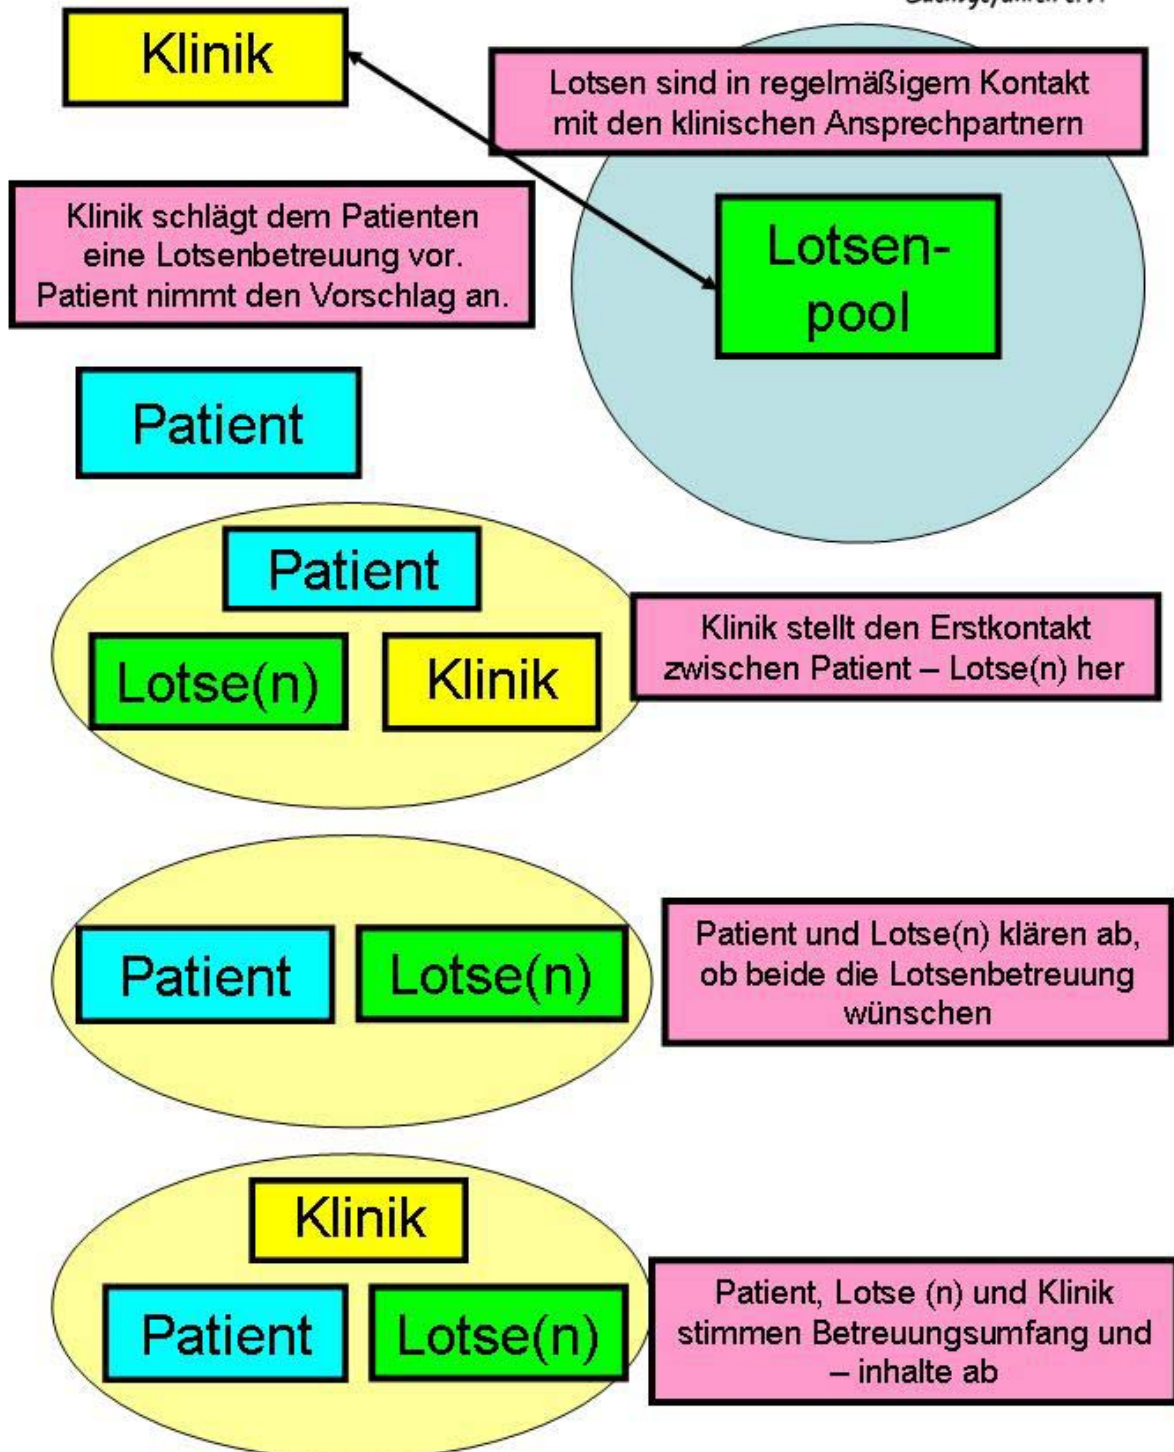 Klinik
Lotsen sind in regelmäßigem Kontakt
mit den klinischen Ansprechpartnern
Klinik schlägt dem Patienten
eine Lotsenbetreuung vor.
Patient nimmt den Vorschlag an.
Lotsen-
pool
Patient
Patient
Lotse(n)
Klinik
Klinik stellt den Erstkontakt
zwischen Patient – Lotse(n) her
Patient
Lotse(n)
Patient und Lotse(n) klären ab,
ob beide die Lotsenbetreuung
wünschen
Klinik
Patient
Lotse(n)
Patient, Lotse (n) und Klinik
stimmen Betreuungsumfang und
– inhalte ab